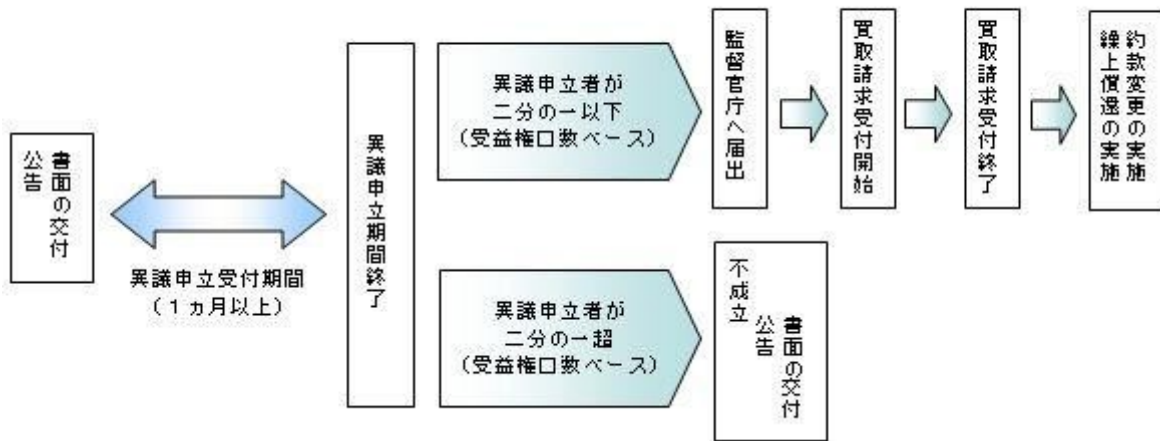 書面の交付
公告
異議申立受付期間
（１ヵ月以上）
異議申立期間終了
異議申立者が
二分の一以下
（受益権口数ベース）
監督官庁へ届出
買取請求受付開始
買取請求受付終了
約款変更の実施
繰上償還の実施
異議申立者が
二分の一超
（受益権口数ベース）
不成立
書面の交付
公告